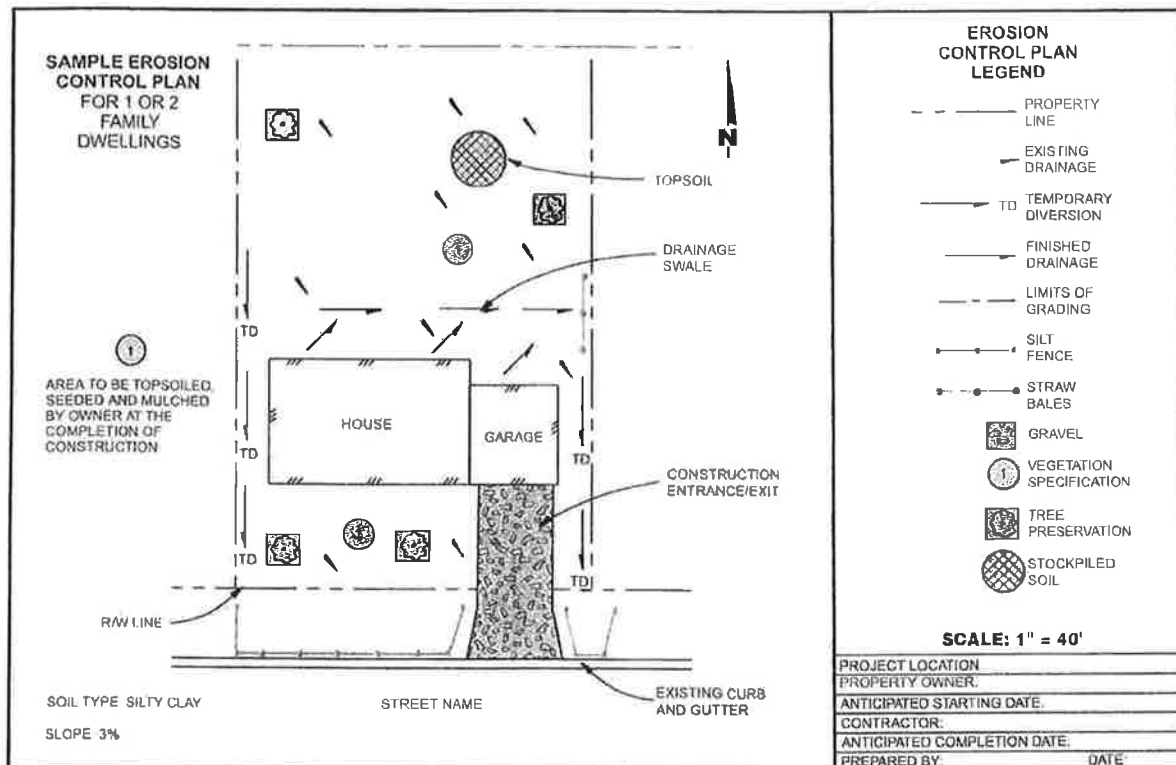 SAMPLE EROSION
CONTROL PLAN
FOR 1 OR 2
FAMILY
DWELLINGS
N
TOPSOIL
DRAINAGE
SWALE
TD
TD
TD
TD
TD
1
AREA TO BE TOPSOILED,
SEEDED AND MULCHED
BY OWNER AT THE
COMPLETION OF
CONSTRUCTION
1
HOUSE
GARAGE
CONSTRUCTION
ENTRANCE/EXIT
1
R/W LINE
EXISTING CURB
AND GUTTER
STREET NAME
SOIL TYPE SILTY CLAY
SLOPE 3%
EROSION
CONTROL PLAN
LEGEND
PROPERTY
LINE
EXISTING
DRAINAGE
TD TEMPORARY
DIVERSION
FINISHED
DRAINAGE
LIMITS OF
GRADING
SILT
FENCE
STRAW
BALES
GRAVEL
1 VEGETATION
SPECIFICATION
TREE
PRESERVATION
STOCKPILED
SOIL
SCALE: 1" = 40'
PROJECT LOCATION
PROPERTY OWNER:
ANTICIPATED STARTING DATE:
CONTRACTOR:
ANTICIPATED COMPLETION DATE:
PREPARED BY: DATE: